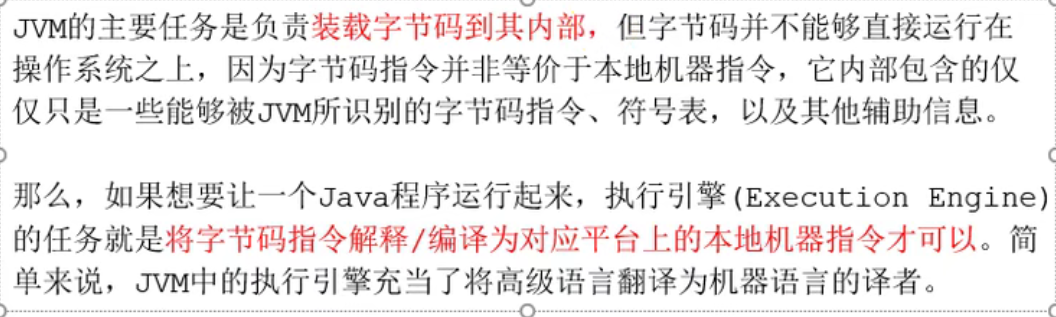 JVM的主要任务是负责装载字节码到其内部，但字节码并不能够直接运行在
操作系统之上，因为字节码指令并非等价于本地机器指令，它内部包含的仅
仅只是一些能够被JVM所识别的字节码指令、符号表，以及其他辅助信息。
那么，如果想要让一个Java程序运行起来，执行引擎(Execution Engine)
的任务就是将字节码指令解释/编译为对应平台上的本地机器指令才可以。简
单来说，JVM中的执行引擎充当了将高级语言翻译为机器语言的译者。